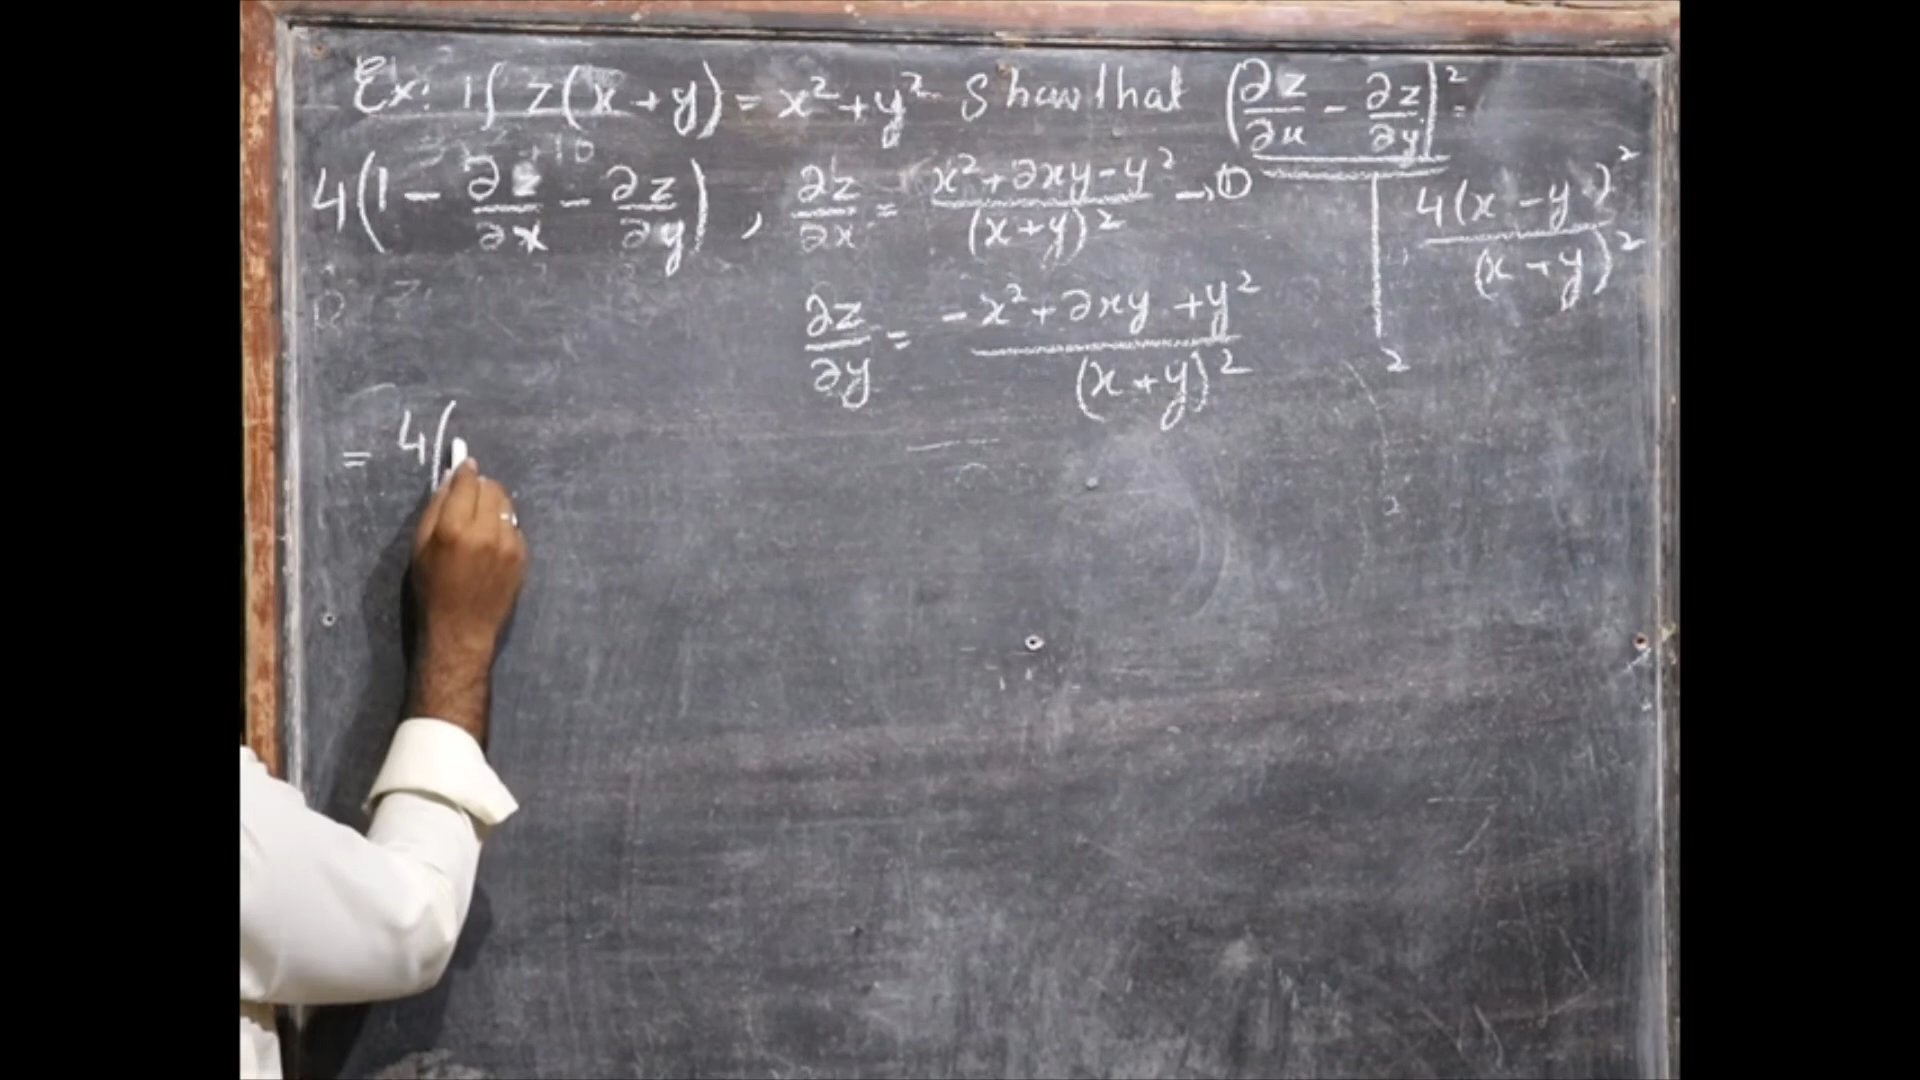 Ex: if z(x+y) = x²+y² Show that (∂z/∂x - ∂z/∂y)² =
4(1 - ∂z/∂x - ∂z/∂y), ∂z/∂x = (x²+2xy-y²)/(x+y)² → ①
4(x-y)²/(x+y)²
∂z/∂y = (-x²+2xy+y²)/(x+y)²
= 4(